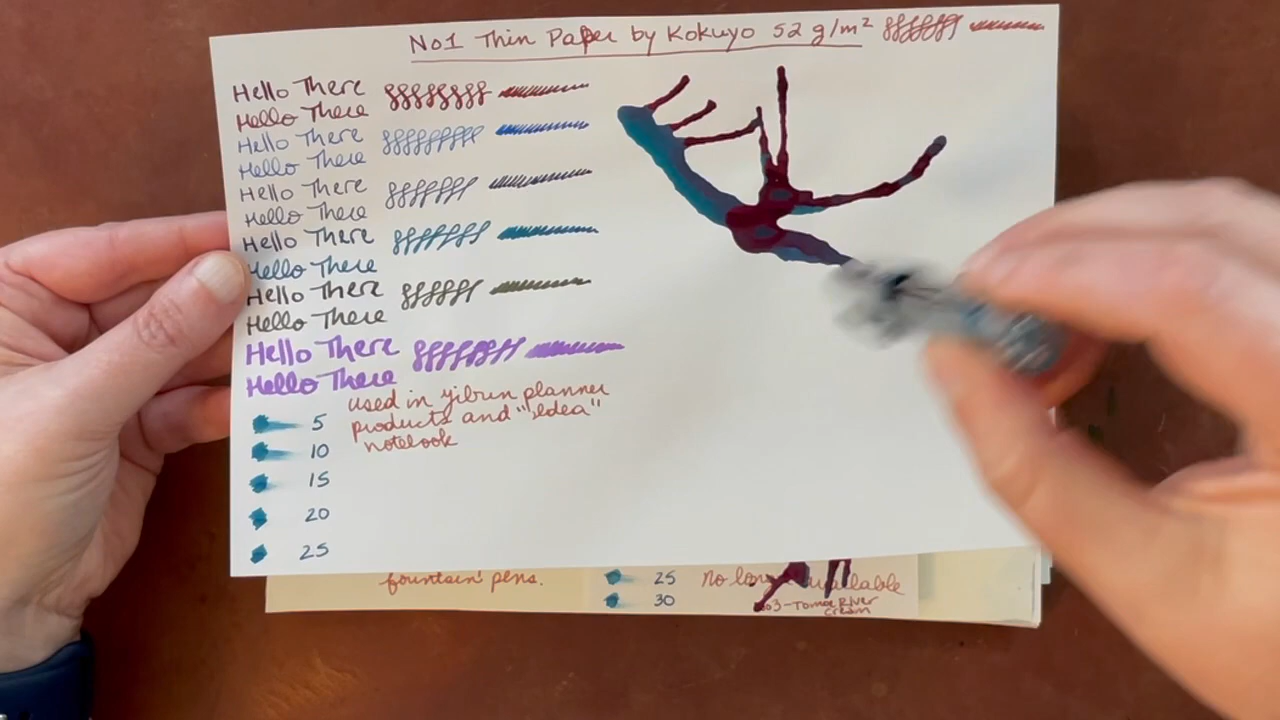 No1 Thin Paper by Kokuyo 52 g/m²
Hello There
Hello There
Hello There
Hello There
Hello There
Hello There
Hello There
Hello There
Hello There
Hello There
Hello There
Hello There
used in yibun planner
products and "Idea"
notebook
5
10
15
20
25
fountain pens.
25
30
No longer available
No3-Tomoe River
cream